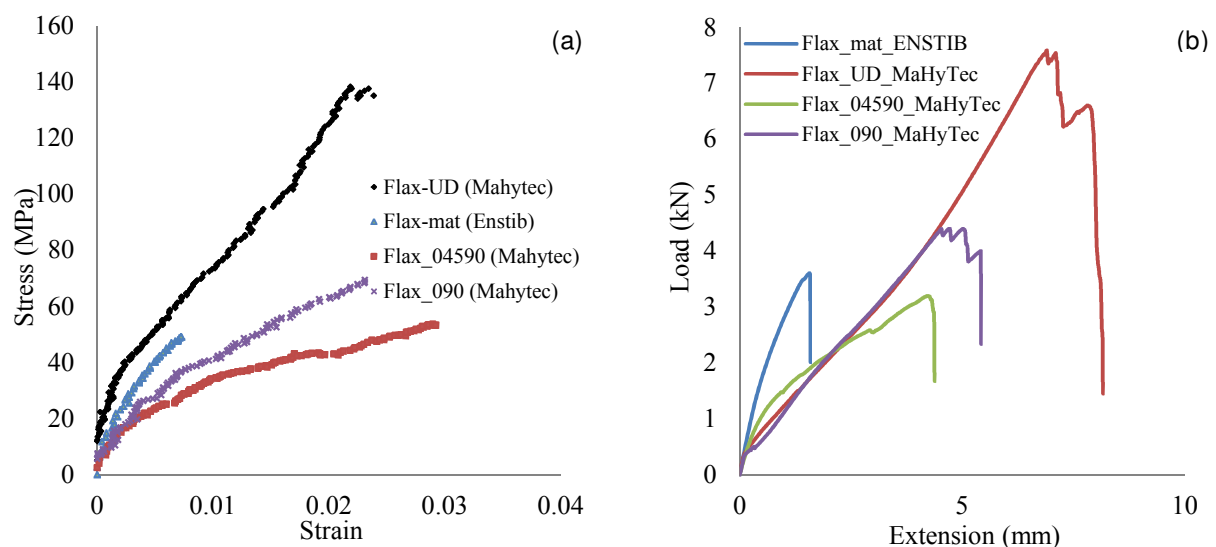 (a)
160
140
120
100
80
60
40
20
0
Stress (MPa)
Flax-UD (Mahytec)
Flax-mat (Enstib)
Flax_04590 (Mahytec)
Flax_090 (Mahytec)
0 0.01 0.02 0.03 0.04
Strain
(b)
8
7
6
5
4
3
2
1
0
Load (kN)
Flax_mat_ENSTIB
Flax_UD_MaHyTec
Flax_04590_MaHyTec
Flax_090_MaHyTec
0 5 10
Extension (mm)